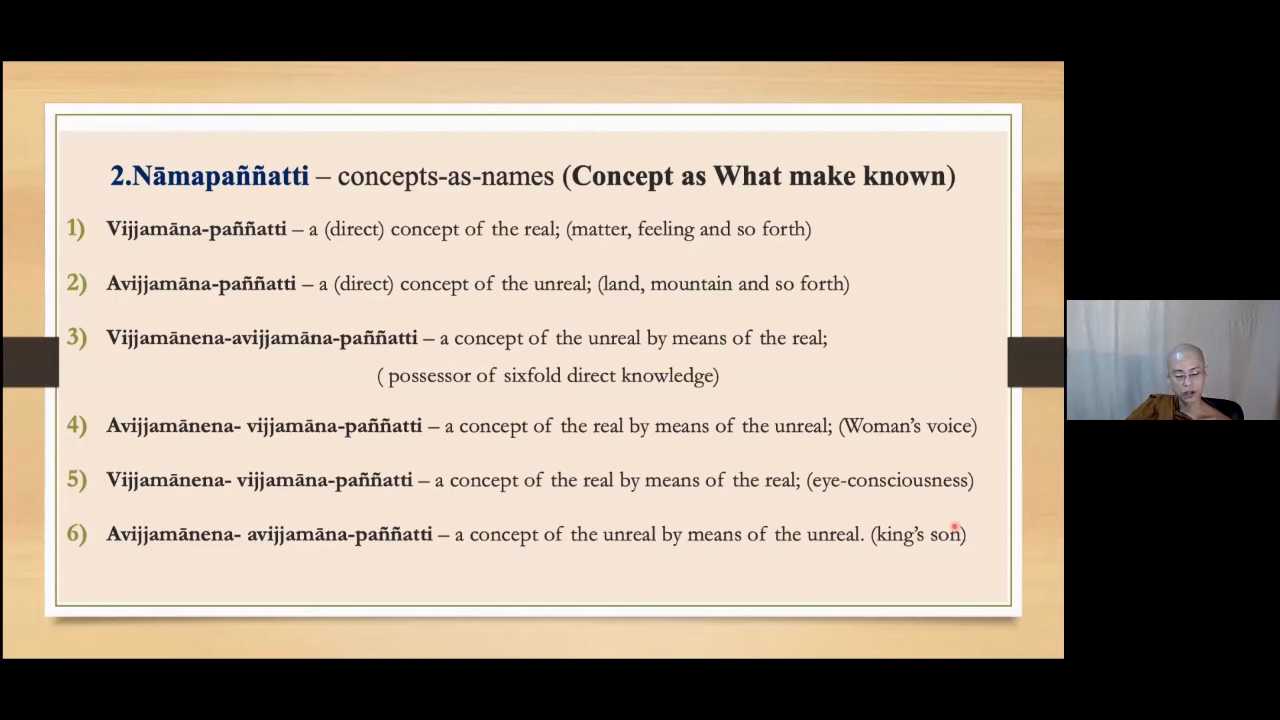 2.Nāmapaññatti – concepts-as-names (Concept as What make known)
1) Vijjamāna-paññatti – a (direct) concept of the real; (matter, feeling and so forth)
2) Avijjamāna-paññatti – a (direct) concept of the unreal; (land, mountain and so forth)
3) Vijjamānena-avijjamāna-paññatti – a concept of the unreal by means of the real;
( possessor of sixfold direct knowledge)
4) Avijjamānena- vijjamāna-paññatti – a concept of the real by means of the unreal; (Woman’s voice)
5) Vijjamānena- vijjamāna-paññatti – a concept of the real by means of the real; (eye-consciousness)
6) Avijjamānena- avijjamāna-paññatti – a concept of the unreal by means of the unreal. (king’s son)